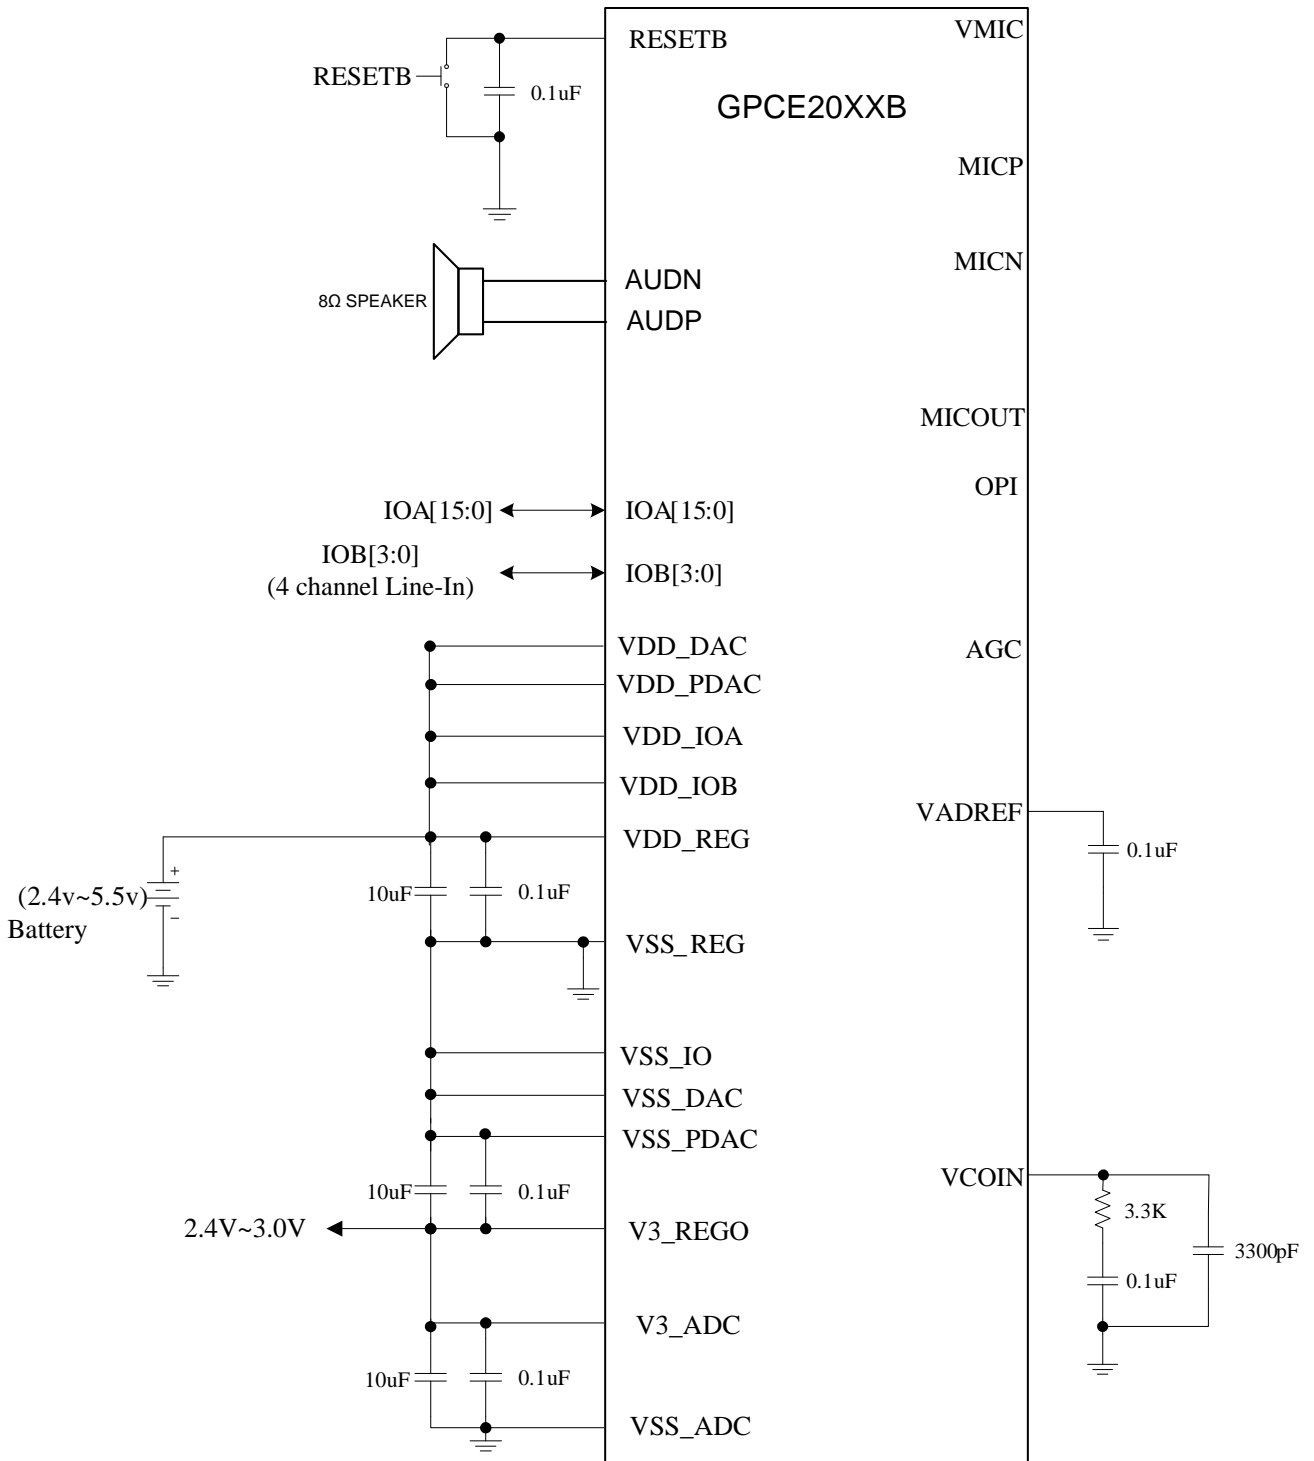 RESETB
VMIC
RESETB
0.1uF
GPCE20XXB
MICP
MICN
8Ω SPEAKER
AUDN
AUDP
MICOUT
OPI
IOA[15:0]
IOA[15:0]
IOB[3:0]
(4 channel Line-In)
IOB[3:0]
VDD_DAC
AGC
VDD_PDAC
VDD_IOA
VDD_IOB
VADREF
VDD_REG
0.1uF
+
(2.4v~5.5v)
−
Battery
10uF
0.1uF
VSS_REG
VSS_IO
VSS_DAC
VSS_PDAC
VCOIN
10uF
0.1uF
3.3K
2.4V~3.0V
V3_REGO
3300pF
0.1uF
V3_ADC
10uF
0.1uF
VSS_ADC